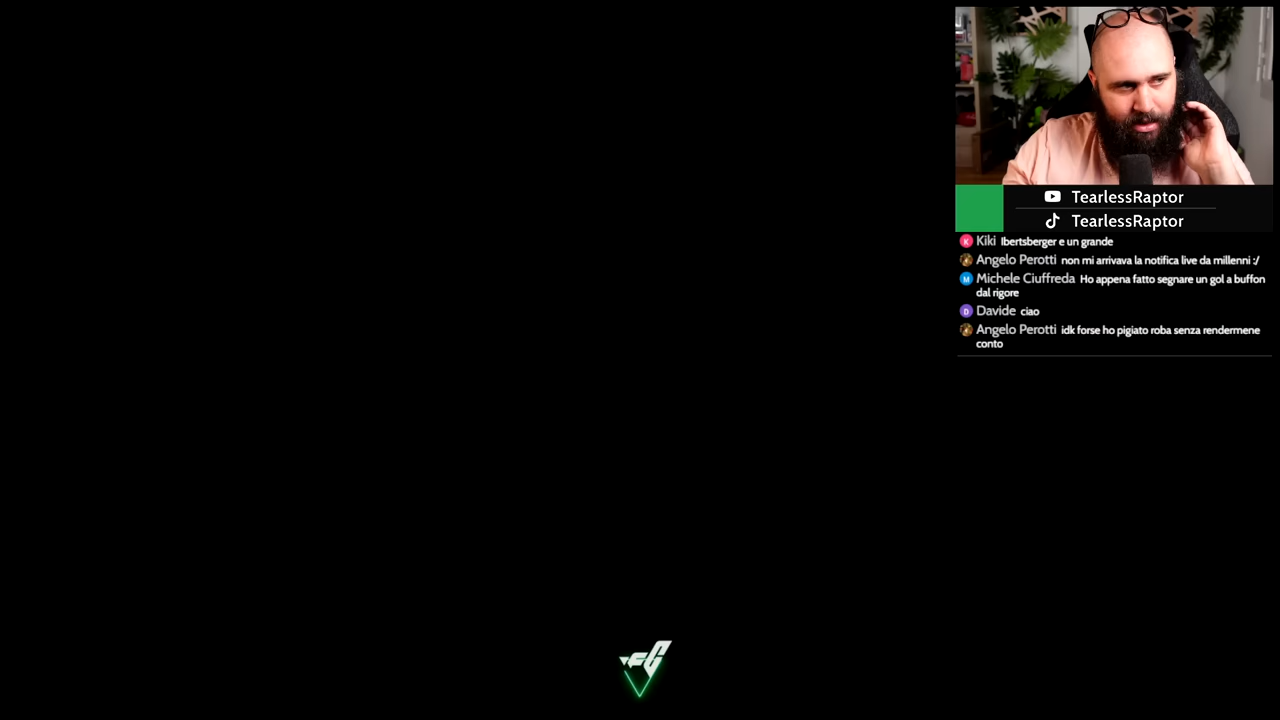 TearlessRaptor
TearlessRaptor
Kiki Ibertsberger e un grande
Angelo Perotti non mi arrivava la notifica live da millenni :/
Michele Ciuffreda Ho appena fatto segnare un gol a buffon
dal rigore
Davide ciao
Angelo Perotti idk forse ho pigiato roba senza rendermene
conto
FC